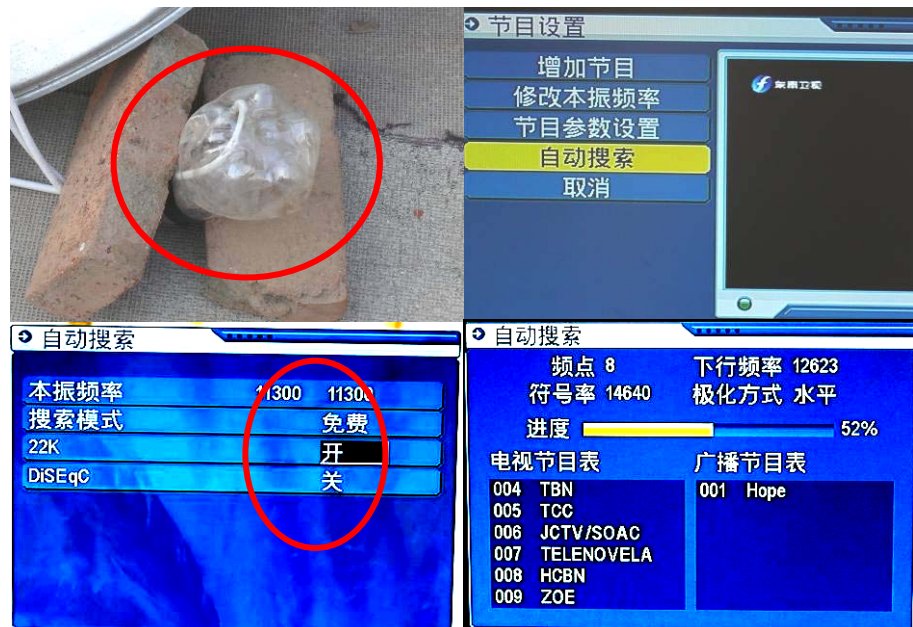 节目设置
增加节目
修改本振频率
节目参数设置
自动搜索
取消
东南卫视
自动搜索
本振频率 11300 11300
搜索模式 免费
22K 开
DiSEqC 关
自动搜索
频点 8 下行频率 12623
符号率 14640 极化方式 水平
进度 52%
电视节目表 广播节目表
004 TBN 001 Hope
005 TCC
006 JCTV/SOAC
007 TELENOVELA
008 HCBN
009 ZOE